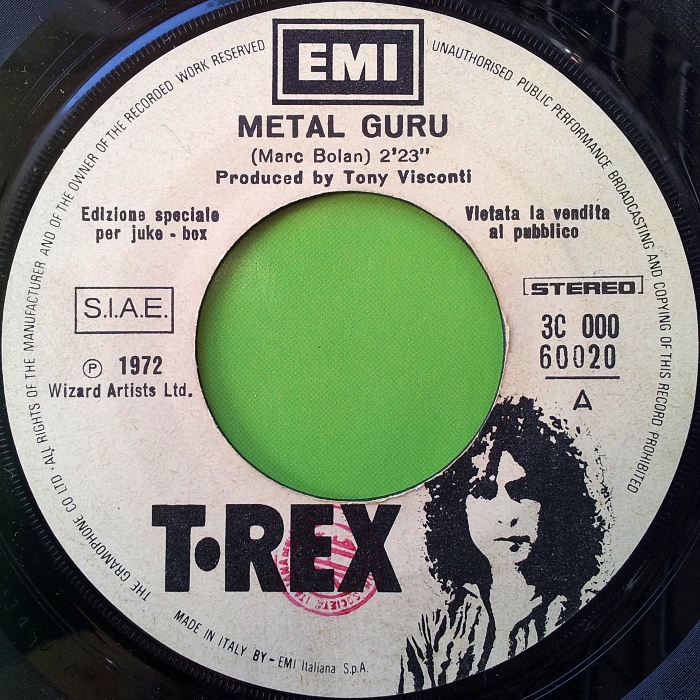 EMI
METAL GURU
(Marc Bolan) 2'23"
Produced by Tony Visconti
Edizione speciale
per juke - box
Vietata la vendita
al pubblico
S.I.A.E.
STEREO
3C 000
60020
A
℗ 1972
Wizard Artists Ltd.
T•REX
THE GRAMOPHONE CO LTD · ALL RIGHTS OF THE MANUFACTURER AND OF THE OWNER OF THE RECORDED WORK RESERVED
UNAUTHORISED PUBLIC PERFORMANCE BROADCASTING AND COPYING OF THIS RECORD PROHIBITED
MADE IN ITALY BY - EMI Italiana S.p.A.